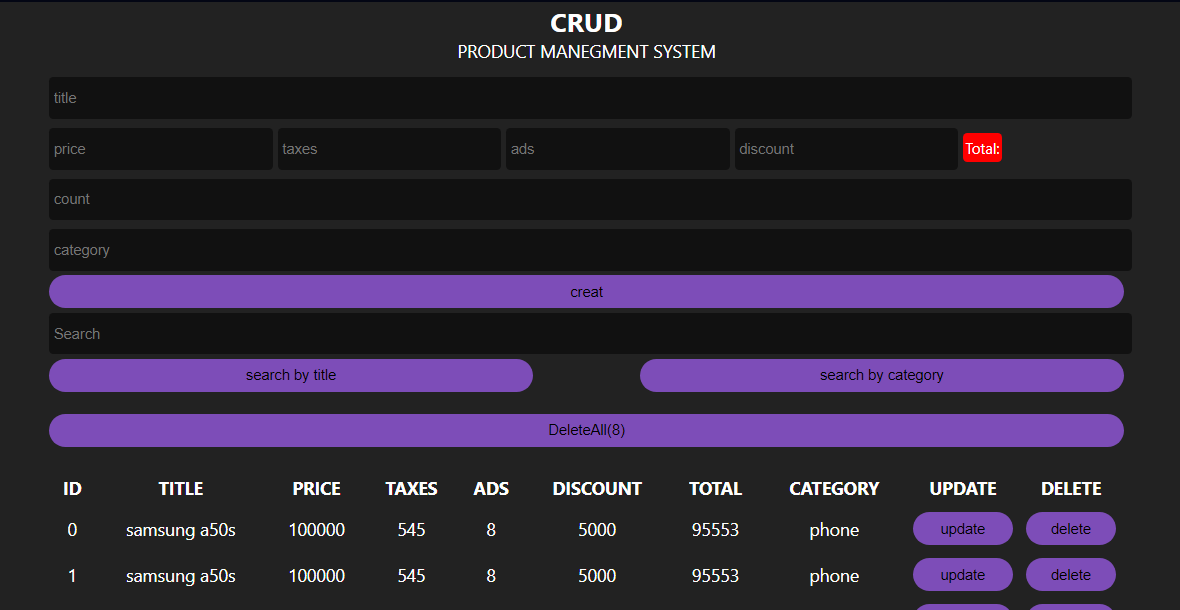 CRUD
PRODUCT MANEGMENT SYSTEM
title
price taxes ads discount Total:
count
category
creat
Search
search by title search by category
DeleteAll(8)
ID TITLE PRICE TAXES ADS DISCOUNT TOTAL CATEGORY UPDATE DELETE
0 samsung a50s 100000 545 8 5000 95553 phone update delete
1 samsung a50s 100000 545 8 5000 95553 phone update delete